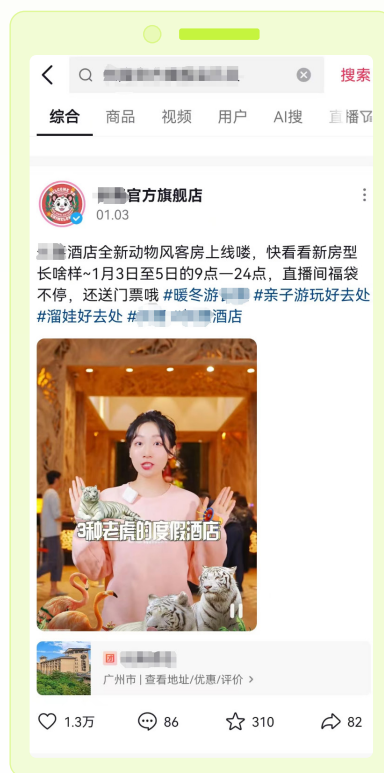 搜索
综合 商品 视频 用户 AI搜 直播
官方旗舰店
01.03
酒店全新动物风客房上线喽，快看看新房型
长啥样~1月3日至5日的9点—24点，直播间福袋
不停，还送门票哦 #暖冬游 #亲子游玩好去处
#溜娃好去处 # 酒店
3种老虎的度假酒店
团
广州市 | 查看地址/优惠/评价 >
1.3万 86 310 82